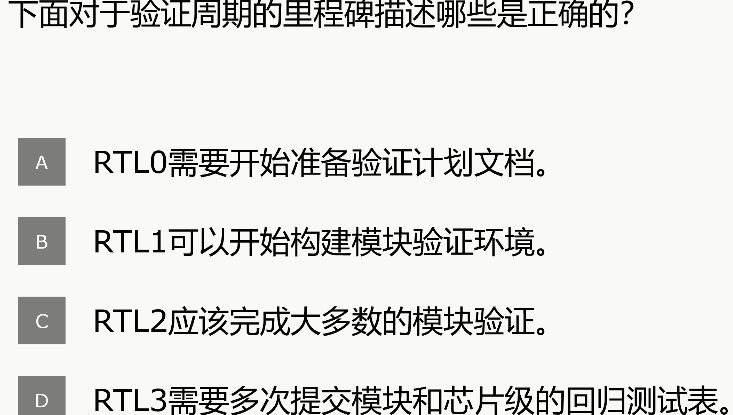 下面对于验证周期的里程碑描述哪些是正确的？
A RTL0需要开始准备验证计划文档。
B RTL1可以开始构建模块验证环境。
C RTL2应该完成大多数的模块验证。
D RTL3需要多次提交模块和芯片级的回归测试表。